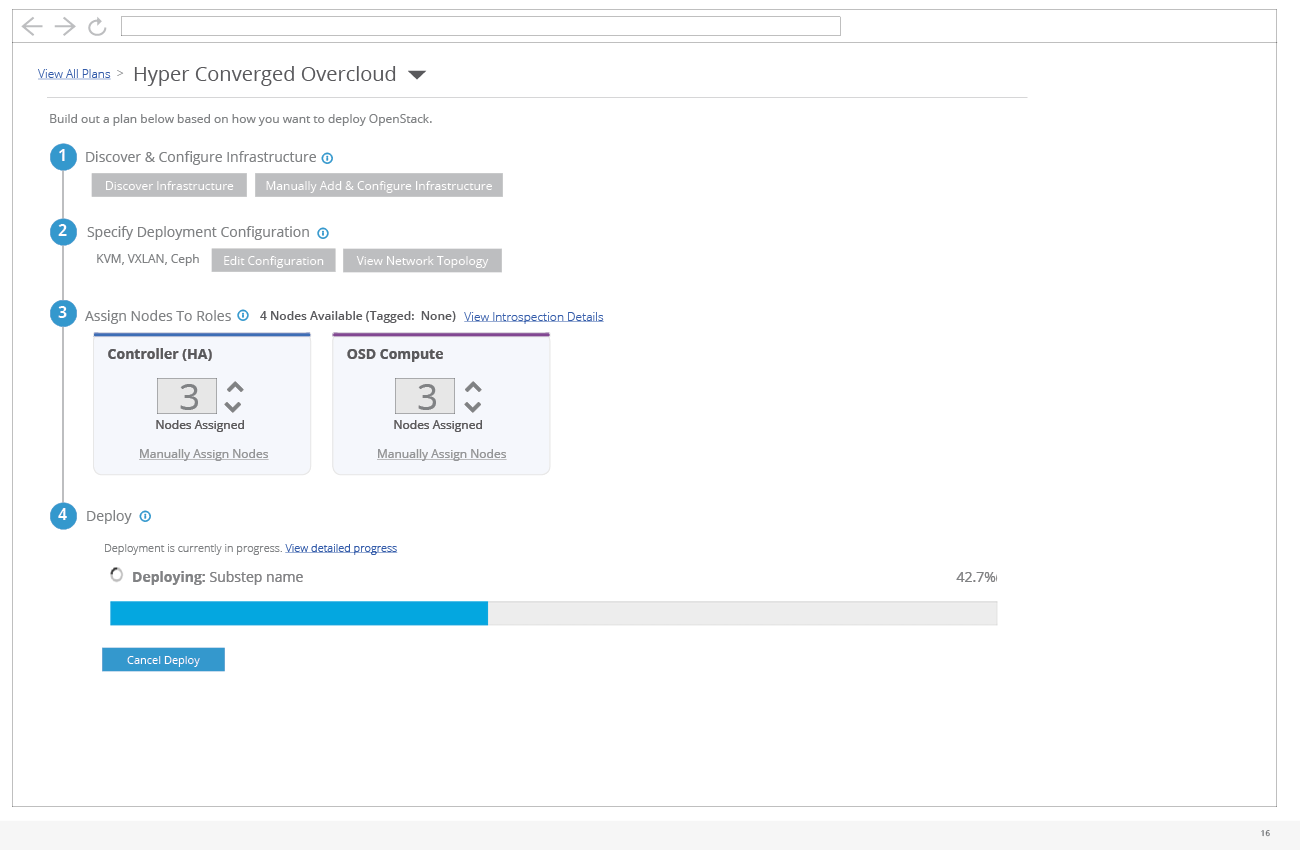 View All Plans > Hyper Converged Overcloud
Build out a plan below based on how you want to deploy OpenStack.
1 Discover & Configure Infrastructure
Discover Infrastructure Manually Add & Configure Infrastructure
2 Specify Deployment Configuration
KVM, VXLAN, Ceph Edit Configuration View Network Topology
3 Assign Nodes To Roles 4 Nodes Available (Tagged: None) View Introspection Details
Controller (HA) OSD Compute
3 3
Nodes Assigned Nodes Assigned
Manually Assign Nodes Manually Assign Nodes
4 Deploy
Deployment is currently in progress. View detailed progress
Deploying: Substep name 42.7%
Cancel Deploy
16